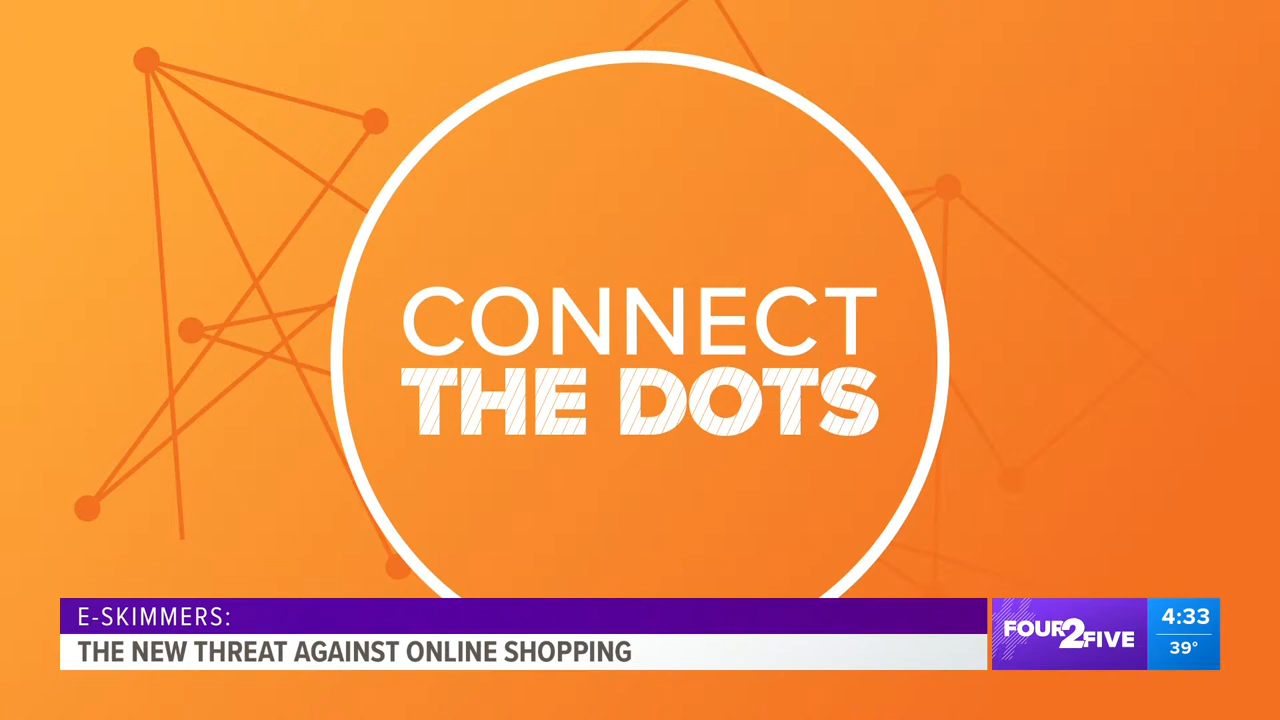 CONNECT
THE DOTS
E-SKIMMERS:
THE NEW THREAT AGAINST ONLINE SHOPPING
FOUR2FIVE
4:33
39°